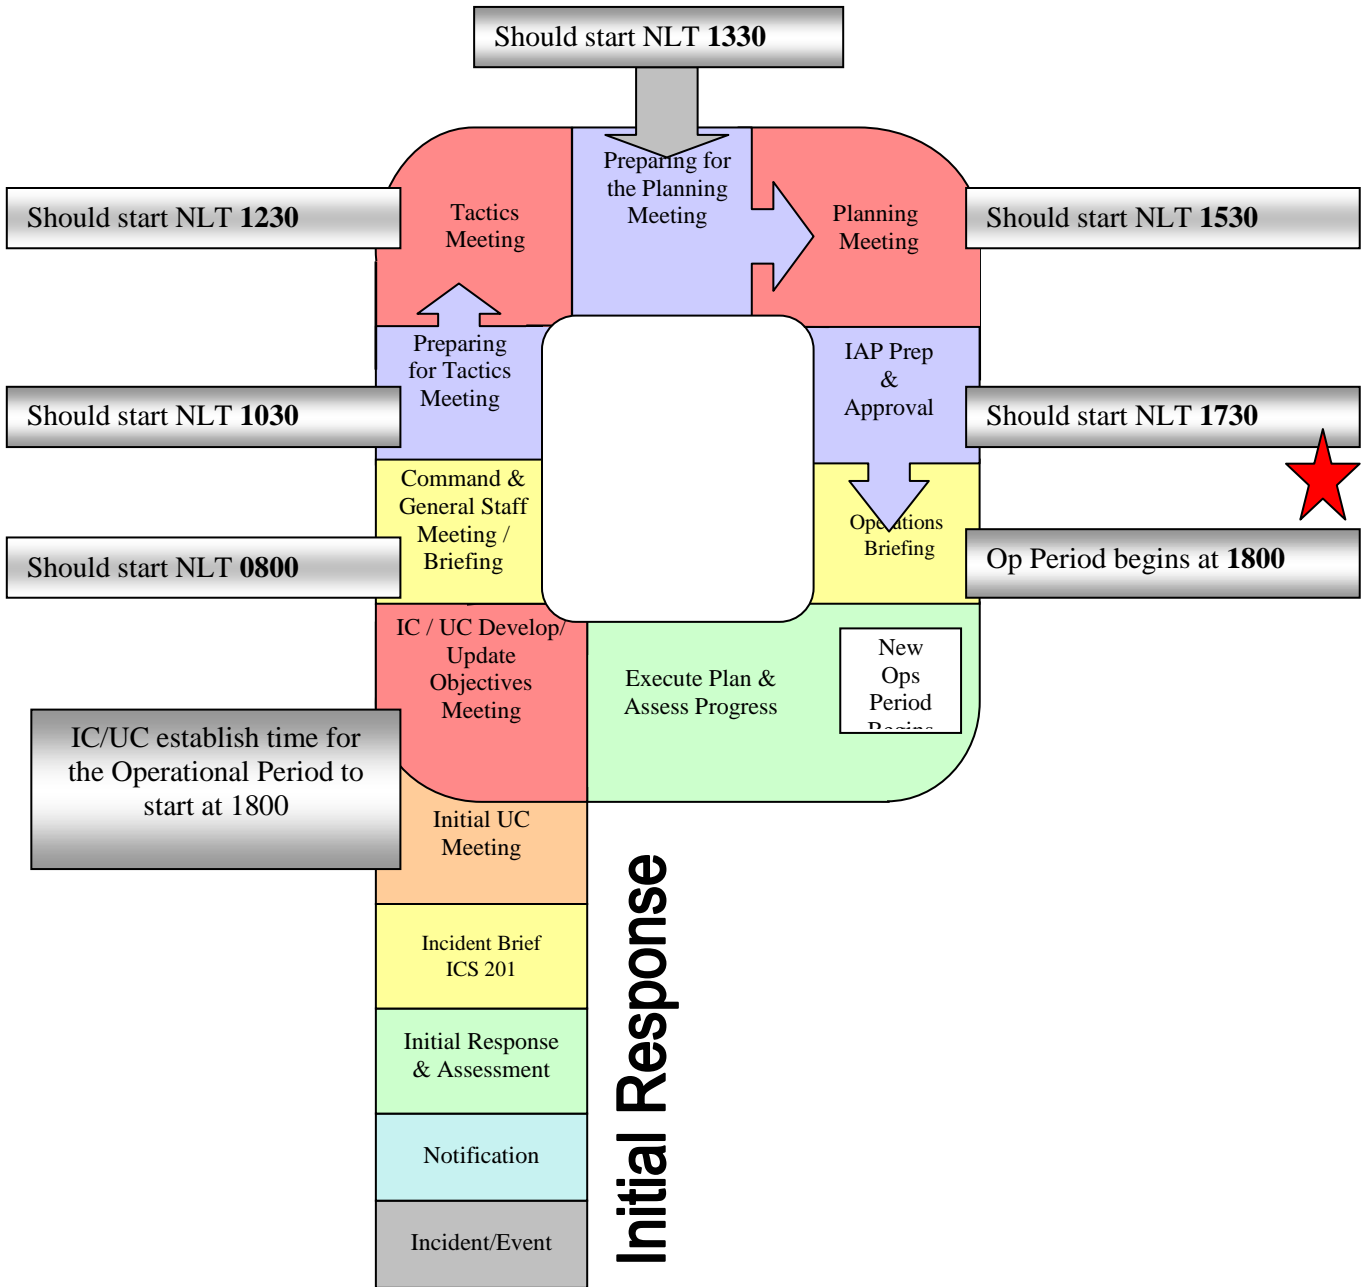 Should start NLT 1330
Preparing for
the Planning
Meeting
Tactics
Meeting
Planning
Meeting
Should start NLT 1230
Should start NLT 1530
Preparing
for Tactics
Meeting
IAP Prep
&
Approval
Should start NLT 1030
Should start NLT 1730
Command &
General Staff
Meeting /
Briefing
Operations
Briefing
Should start NLT 0800
Op Period begins at 1800
IC / UC Develop/
Update
Objectives
Meeting
Execute Plan &
Assess Progress
New
Ops
Period
Begins
IC/UC establish time for
the Operational Period to
start at 1800
Initial UC
Meeting
Incident Brief
ICS 201
Initial Response
& Assessment
Notification
Incident/Event
Initial Response